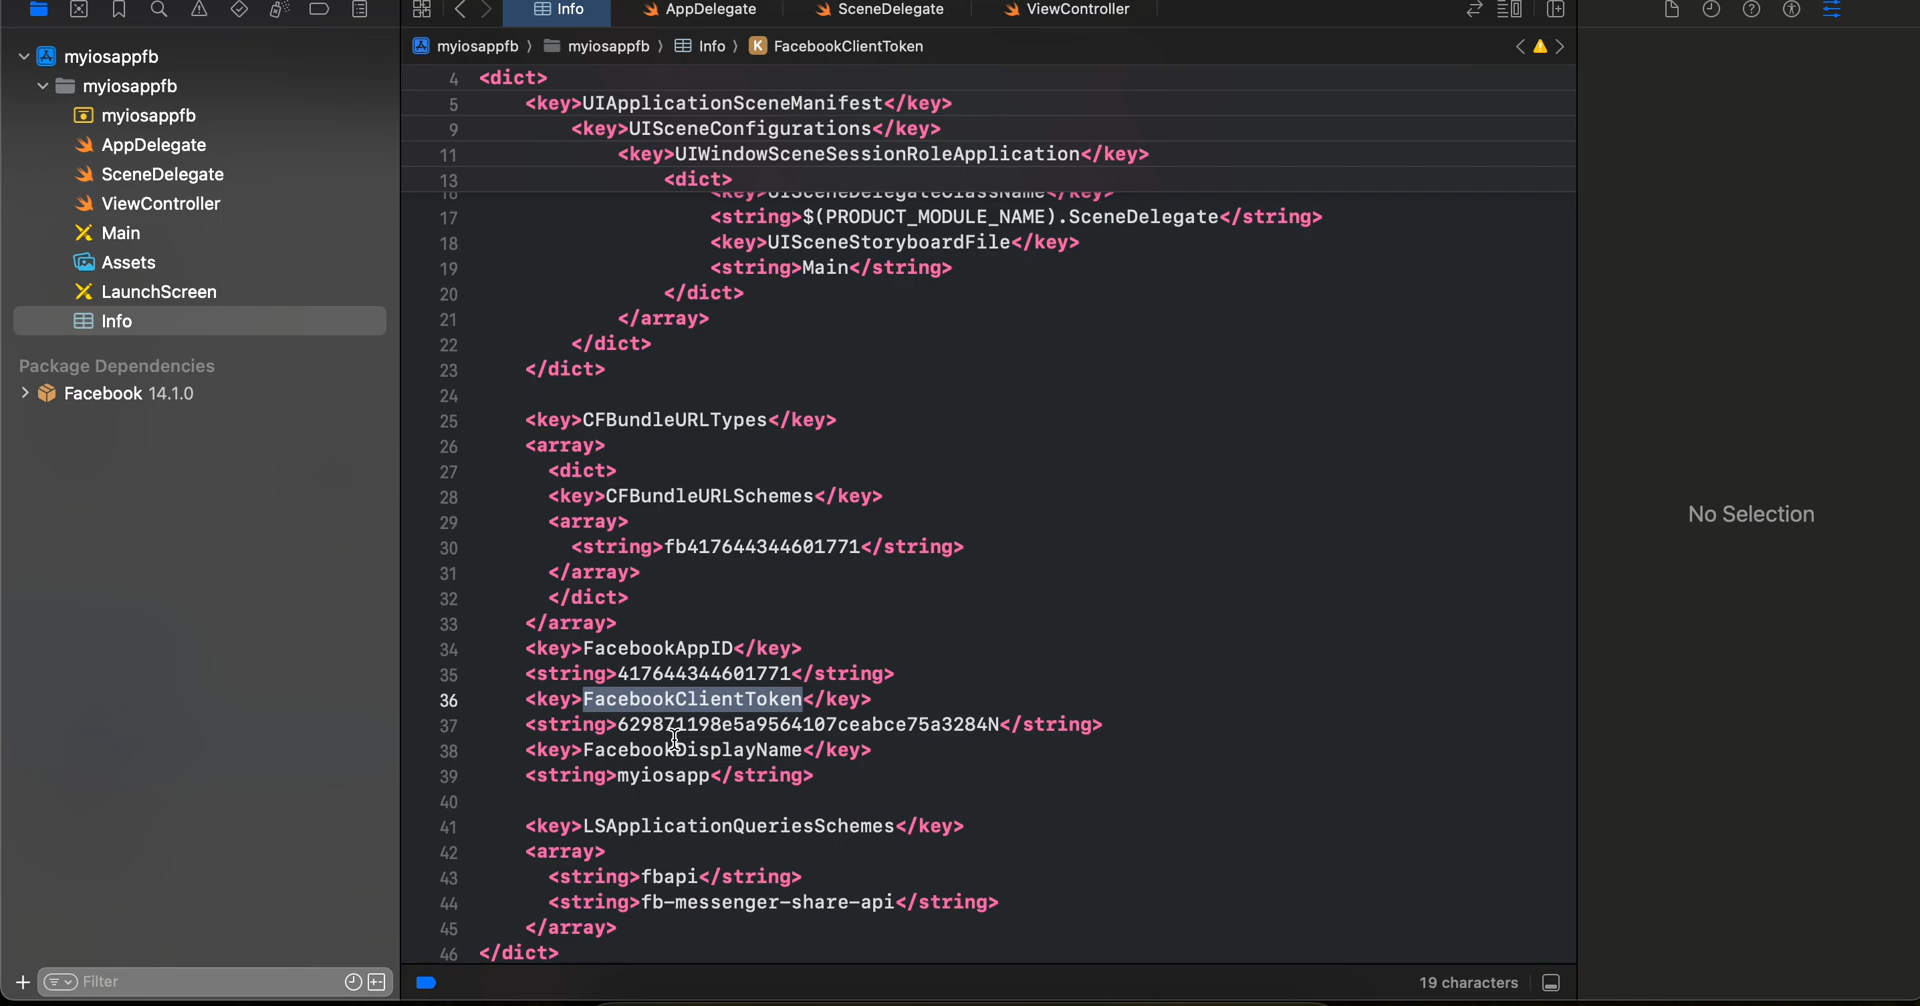 Info
AppDelegate
SceneDelegate
ViewController
myiosappfb
myiosappfb
myiosappfb
AppDelegate
SceneDelegate
ViewController
Main
Assets
LaunchScreen
Info
Package Dependencies
Facebook 14.1.0
Filter
myiosappfb 〉 myiosappfb 〉 Info 〉 K FacebookClientToken
4 <dict>
5 <key>UIApplicationSceneManifest</key>
9 <key>UISceneConfigurations</key>
11 <key>UIWindowSceneSessionRoleApplication</key>
13 <dict>
16 <key>UISceneDelegateClassName</key>
17 <string>$(PRODUCT_MODULE_NAME).SceneDelegate</string>
18 <key>UISceneStoryboardFile</key>
19 <string>Main</string>
20 </dict>
21 </array>
22 </dict>
23 </dict>
24
25 <key>CFBundleURLTypes</key>
26 <array>
27 <dict>
28 <key>CFBundleURLSchemes</key>
29 <array>
30 <string>fb417644344601771</string>
31 </array>
32 </dict>
33 </array>
34 <key>FacebookAppID</key>
35 <string>417644344601771</string>
36 <key>FacebookClientToken</key>
37 <string>629871198e5a9564107ceabce75a3284N</string>
38 <key>FacebookDisplayName</key>
39 <string>myiosapp</string>
40
41 <key>LSApplicationQueriesSchemes</key>
42 <array>
43 <string>fbapi</string>
44 <string>fb-messenger-share-api</string>
45 </array>
46 </dict>
19 characters
No Selection